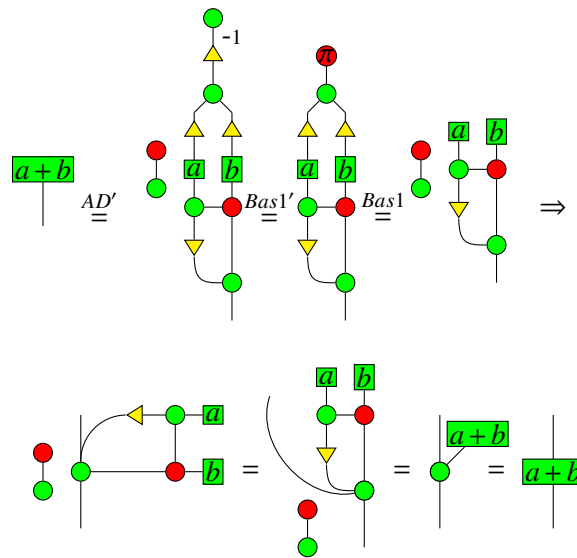 -1
π
a b a b a b
a + b AD′ = Bas1′ = Bas1 = ⇒
a b
a
b = = a + b = a + b